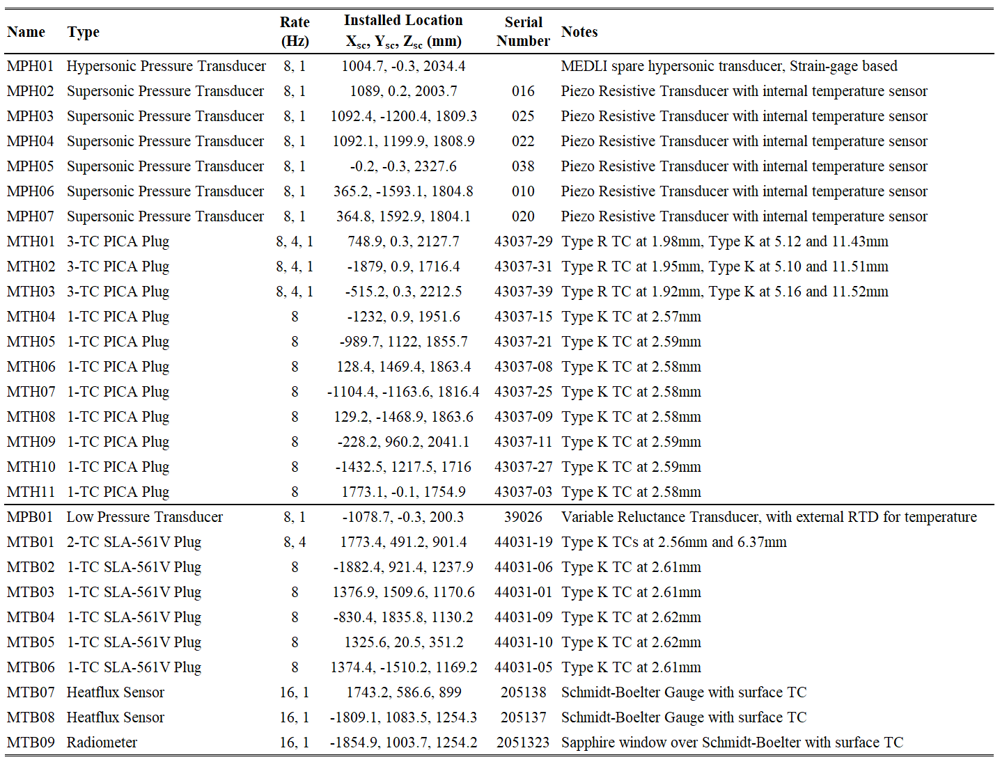 Name Type Rate (Hz) Installed Location Xsc, Ysc, Zsc (mm) Serial Number Notes
MPH01 Hypersonic Pressure Transducer 8, 1 1004.7, -0.3, 2034.4 MEDLI spare hypersonic transducer, Strain-gage based
MPH02 Supersonic Pressure Transducer 8, 1 1089, 0.2, 2003.7 016 Piezo Resistive Transducer with internal temperature sensor
MPH03 Supersonic Pressure Transducer 8, 1 1092.4, -1200.4, 1809.3 025 Piezo Resistive Transducer with internal temperature sensor
MPH04 Supersonic Pressure Transducer 8, 1 1092.1, 1199.9, 1808.9 022 Piezo Resistive Transducer with internal temperature sensor
MPH05 Supersonic Pressure Transducer 8, 1 -0.2, -0.3, 2327.6 038 Piezo Resistive Transducer with internal temperature sensor
MPH06 Supersonic Pressure Transducer 8, 1 365.2, -1593.1, 1804.8 010 Piezo Resistive Transducer with internal temperature sensor
MPH07 Supersonic Pressure Transducer 8, 1 364.8, 1592.9, 1804.1 020 Piezo Resistive Transducer with internal temperature sensor
MTH01 3-TC PICA Plug 8, 4, 1 748.9, 0.3, 2127.7 43037-29 Type R TC at 1.98mm, Type K at 5.12 and 11.43mm
MTH02 3-TC PICA Plug 8, 4, 1 -1879, 0.9, 1716.4 43037-31 Type R TC at 1.95mm, Type K at 5.10 and 11.51mm
MTH03 3-TC PICA Plug 8, 4, 1 -515.2, 0.3, 2212.5 43037-39 Type R TC at 1.92mm, Type K at 5.16 and 11.52mm
MTH04 1-TC PICA Plug 8 -1232, 0.9, 1951.6 43037-15 Type K TC at 2.57mm
MTH05 1-TC PICA Plug 8 -989.7, 1122, 1855.7 43037-21 Type K TC at 2.59mm
MTH06 1-TC PICA Plug 8 128.4, 1469.4, 1863.4 43037-08 Type K TC at 2.58mm
MTH07 1-TC PICA Plug 8 -1104.4, -1163.6, 1816.4 43037-25 Type K TC at 2.58mm
MTH08 1-TC PICA Plug 8 129.2, -1468.9, 1863.6 43037-09 Type K TC at 2.58mm
MTH09 1-TC PICA Plug 8 -228.2, 960.2, 2041.1 43037-11 Type K TC at 2.59mm
MTH10 1-TC PICA Plug 8 -1432.5, 1217.5, 1716 43037-27 Type K TC at 2.59mm
MTH11 1-TC PICA Plug 8 1773.1, -0.1, 1754.9 43037-03 Type K TC at 2.58mm
MPB01 Low Pressure Transducer 8, 1 -1078.7, -0.3, 200.3 39026 Variable Reluctance Transducer, with external RTD for temperature
MTB01 2-TC SLA-561V Plug 8, 4 1773.4, 491.2, 901.4 44031-19 Type K TCs at 2.56mm and 6.37mm
MTB02 1-TC SLA-561V Plug 8 -1882.4, 921.4, 1237.9 44031-06 Type K TC at 2.61mm
MTB03 1-TC SLA-561V Plug 8 1376.9, 1509.6, 1170.6 44031-01 Type K TC at 2.61mm
MTB04 1-TC SLA-561V Plug 8 -830.4, 1835.8, 1130.2 44031-09 Type K TC at 2.62mm
MTB05 1-TC SLA-561V Plug 8 1325.6, 20.5, 351.2 44031-10 Type K TC at 2.62mm
MTB06 1-TC SLA-561V Plug 8 1374.4, -1510.2, 1169.2 44031-05 Type K TC at 2.61mm
MTB07 Heatflux Sensor 16, 1 1743.2, 586.6, 899 205138 Schmidt-Boelter Gauge with surface TC
MTB08 Heatflux Sensor 16, 1 -1809.1, 1083.5, 1254.3 205137 Schmidt-Boelter Gauge with surface TC
MTB09 Radiometer 16, 1 -1854.9, 1003.7, 1254.2 2051323 Sapphire window over Schmidt-Boelter with surface TC